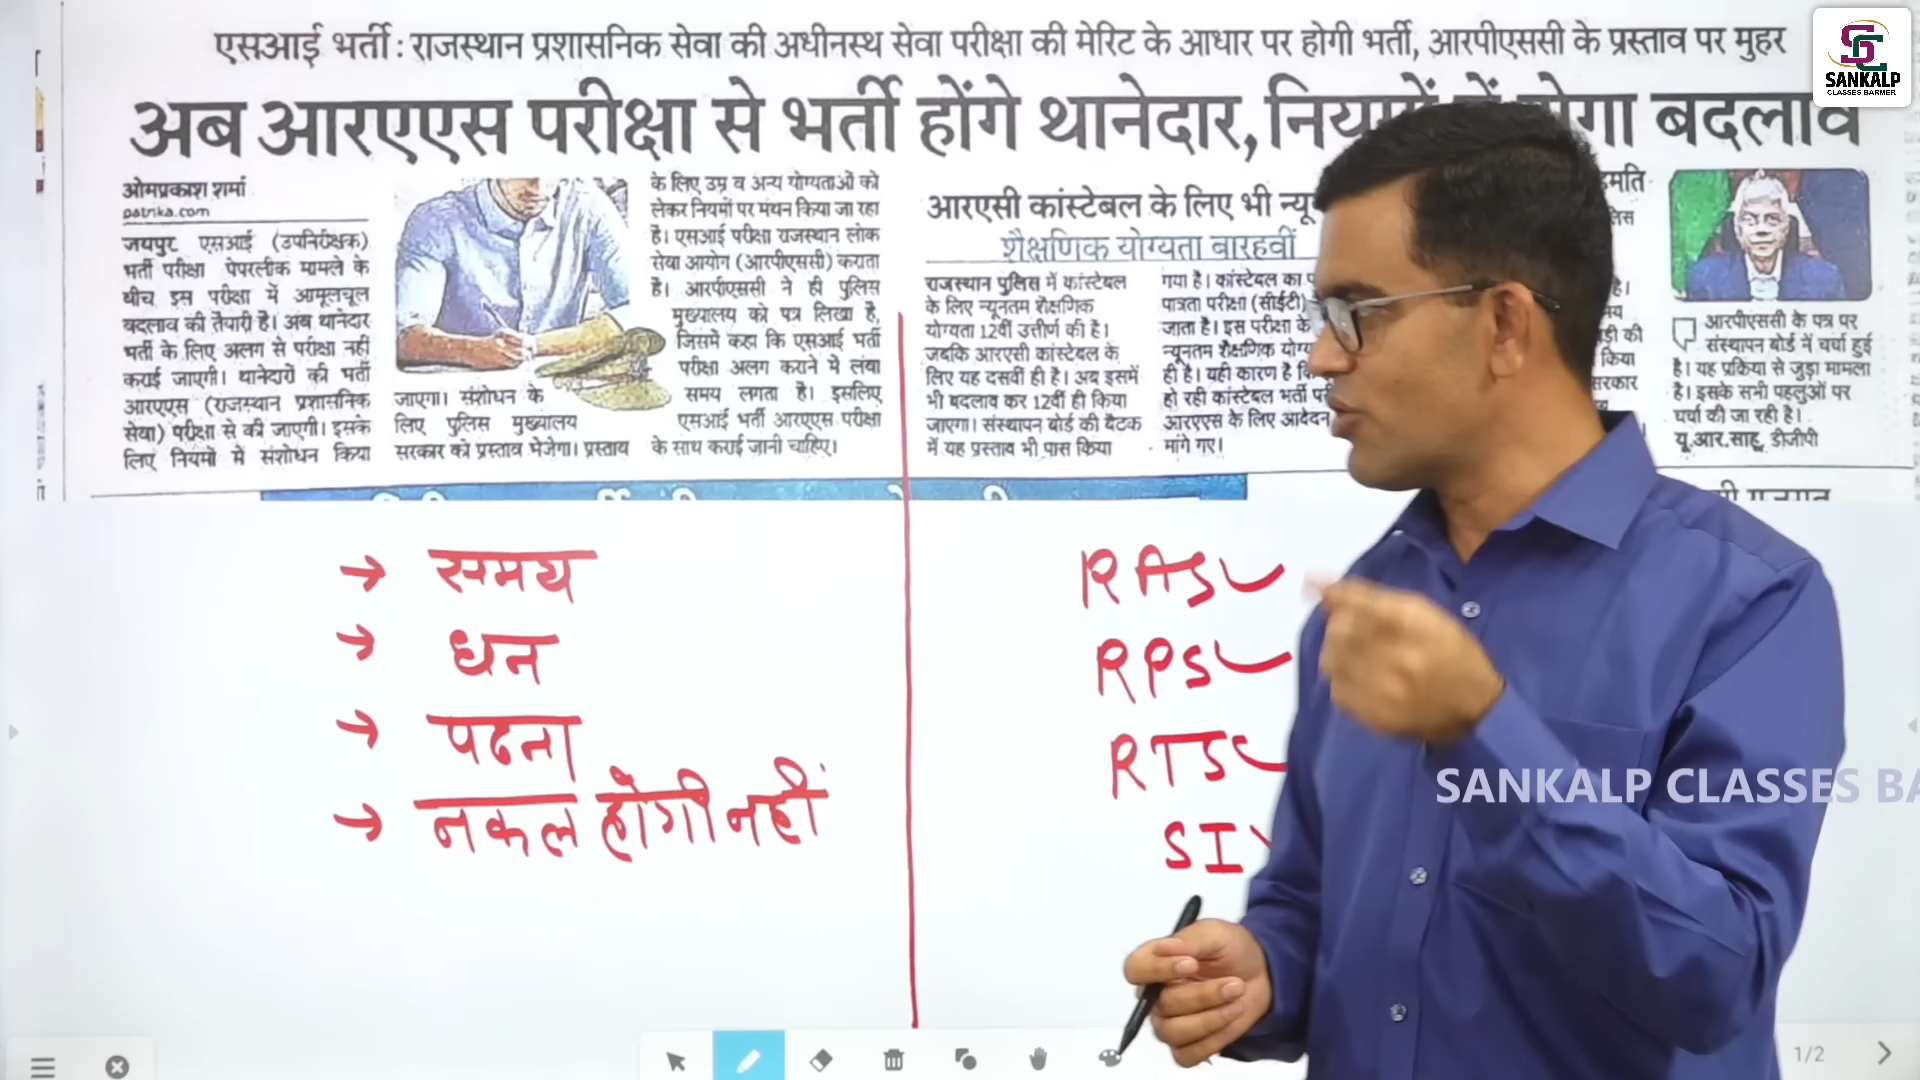 एसआई भर्ती : राजस्थान प्रशासनिक सेवा की अधीनस्थ सेवा परीक्षा की मेरिट के आधार पर होगी भर्ती, आरपीएससी के प्रस्ताव पर मुहर
SANKALP
CLASSES BARMER
अब आरएएस परीक्षा से भर्ती होंगे थानेदार, बदलाव
ओमप्रकाश शर्मा
patrika.com
जयपुर एसआई (उपनिरीक्षक)
भर्ती परीक्षा पेपरलीक मामले के
बीच इस परीक्षा में आमूलचूल
बदलाव की तैयारी है। अब थानेदार
भर्ती के लिए अलग से परीक्षा नहीं
कराई जाएगी। थानेदारों की भर्ती
आरएएस (राजस्थान प्रशासनिक
सेवा) परीक्षा से की जाएगी। इसके
लिए नियमों में संशोधन किया
जाएगा। संशोधन के
लिए पुलिस मुख्यालय
सरकार को प्रस्ताव भेजेगा। प्रस्ताव
के लिए उम्र व अन्य योग्यताओं को
लेकर नियमों पर मंथन किया जा रहा
है। एसआई परीक्षा राजस्थान लोक
सेवा आयोग (आरपीएससी) कराता
है। आरपीएससी ने ही पुलिस
मुख्यालय को पत्र लिखा है,
जिसमें कहा कि एसआई भर्ती
परीक्षा अलग कराने में लंबा
समय लगता है। इसलिए
एसआई भर्ती आरएएस परीक्षा
के साथ कराई जानी चाहिए।
आरएसी कांस्टेबल के लिए भी
शैक्षणिक योग्यता बारहवीं
राजस्थान पुलिस में कांस्टेबल
के लिए न्यूनतम शैक्षणिक
योग्यता 12वीं उत्तीर्ण की है।
जबकि आरएसी कांस्टेबल के
लिए यह दसवीं ही है। अब इसमें
भी बदलाव कर 12वीं ही किया
जाएगा। संस्थापन बोर्ड की बैठक
में यह प्रस्ताव भी पास किया
गया है। कांस्टेबल का
पात्रता परीक्षा (सीईटी)
जाता है। इस परीक्षा के
न्यूनतम शैक्षणिक
ही है। यही कारण है
हो रही कांस्टेबल भर्ती
आरएएस के लिए आवेदन
मांगे गए।
आरपीएससी के पत्र पर
संस्थापन बोर्ड में चर्चा हुई
है। यह प्रक्रिया से जुड़ा मामला
है। इसके सभी पहलुओं पर
चर्चा की जा रही है।
यू.आर.साहू, डीजीपी
→ समय
→ धन
→ पढना
→ नकल होगी नहीं
RAS
RPS
RTS
SI
SANKALP CLASSES BA
1/2